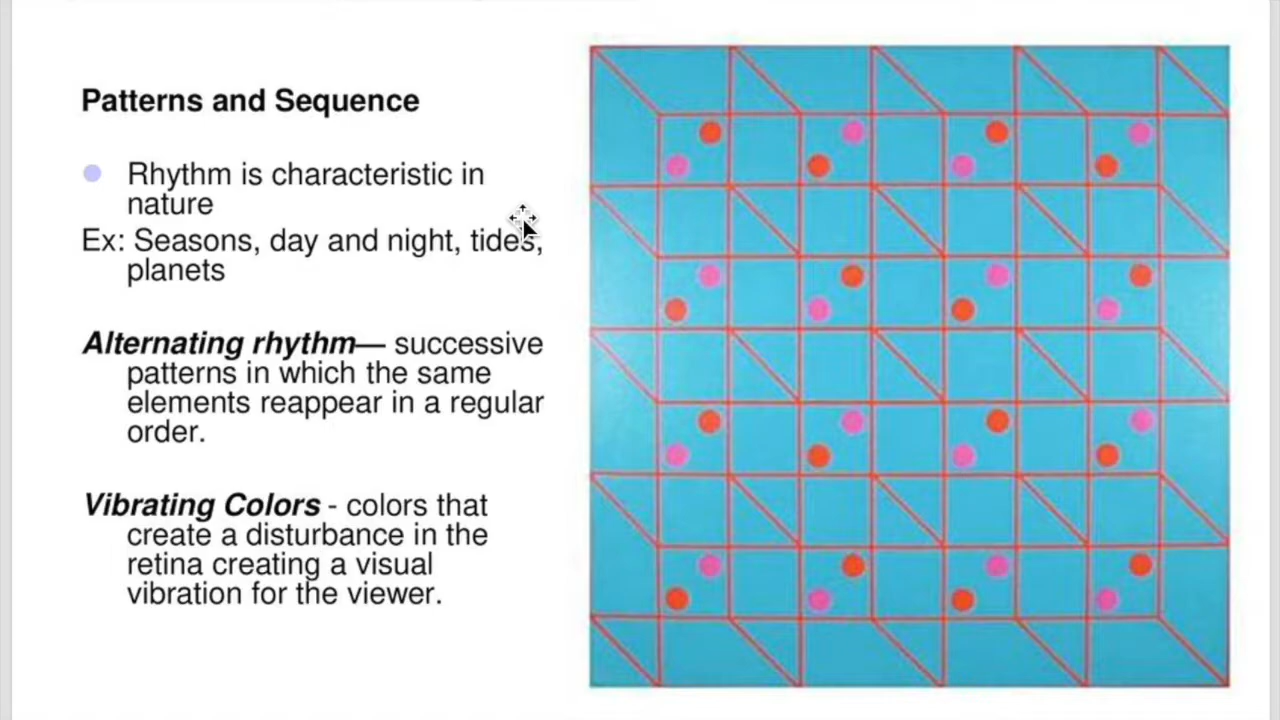 Patterns and Sequence
Rhythm is characteristic in
nature
Ex: Seasons, day and night, tides,
planets
Alternating rhythm— successive
patterns in which the same
elements reappear in a regular
order.
Vibrating Colors - colors that
create a disturbance in the
retina creating a visual
vibration for the viewer.